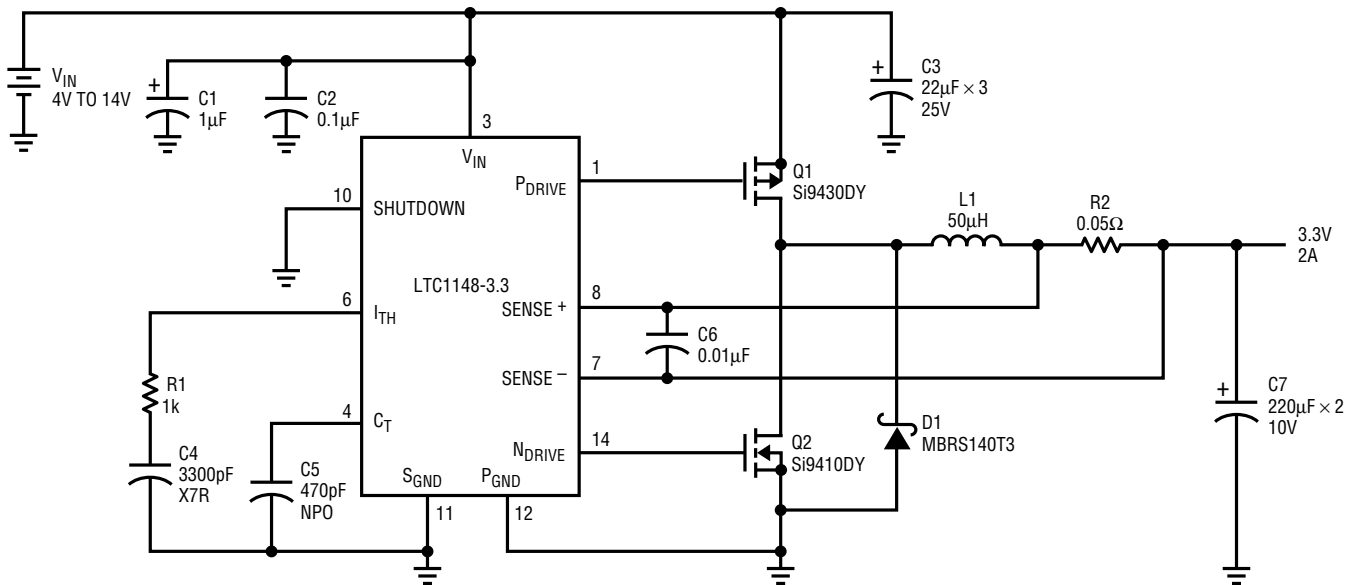 V_IN
4V TO 14V
+
C1
1µF
C2
0.1µF
3
V_IN
+
C3
22µF × 3
25V
1
P_DRIVE
Q1
Si9430DY
10
SHUTDOWN
L1
50µH
R2
0.05Ω
3.3V
2A
LTC1148-3.3
6
I_TH
8
SENSE +
C6
0.01µF
7
SENSE –
R1
1k
4
C_T
14
N_DRIVE
Q2
Si9410DY
D1
MBRS140T3
+
C7
220µF × 2
10V
C4
3300pF
X7R
C5
470pF
NPO
S_GND
P_GND
11
12